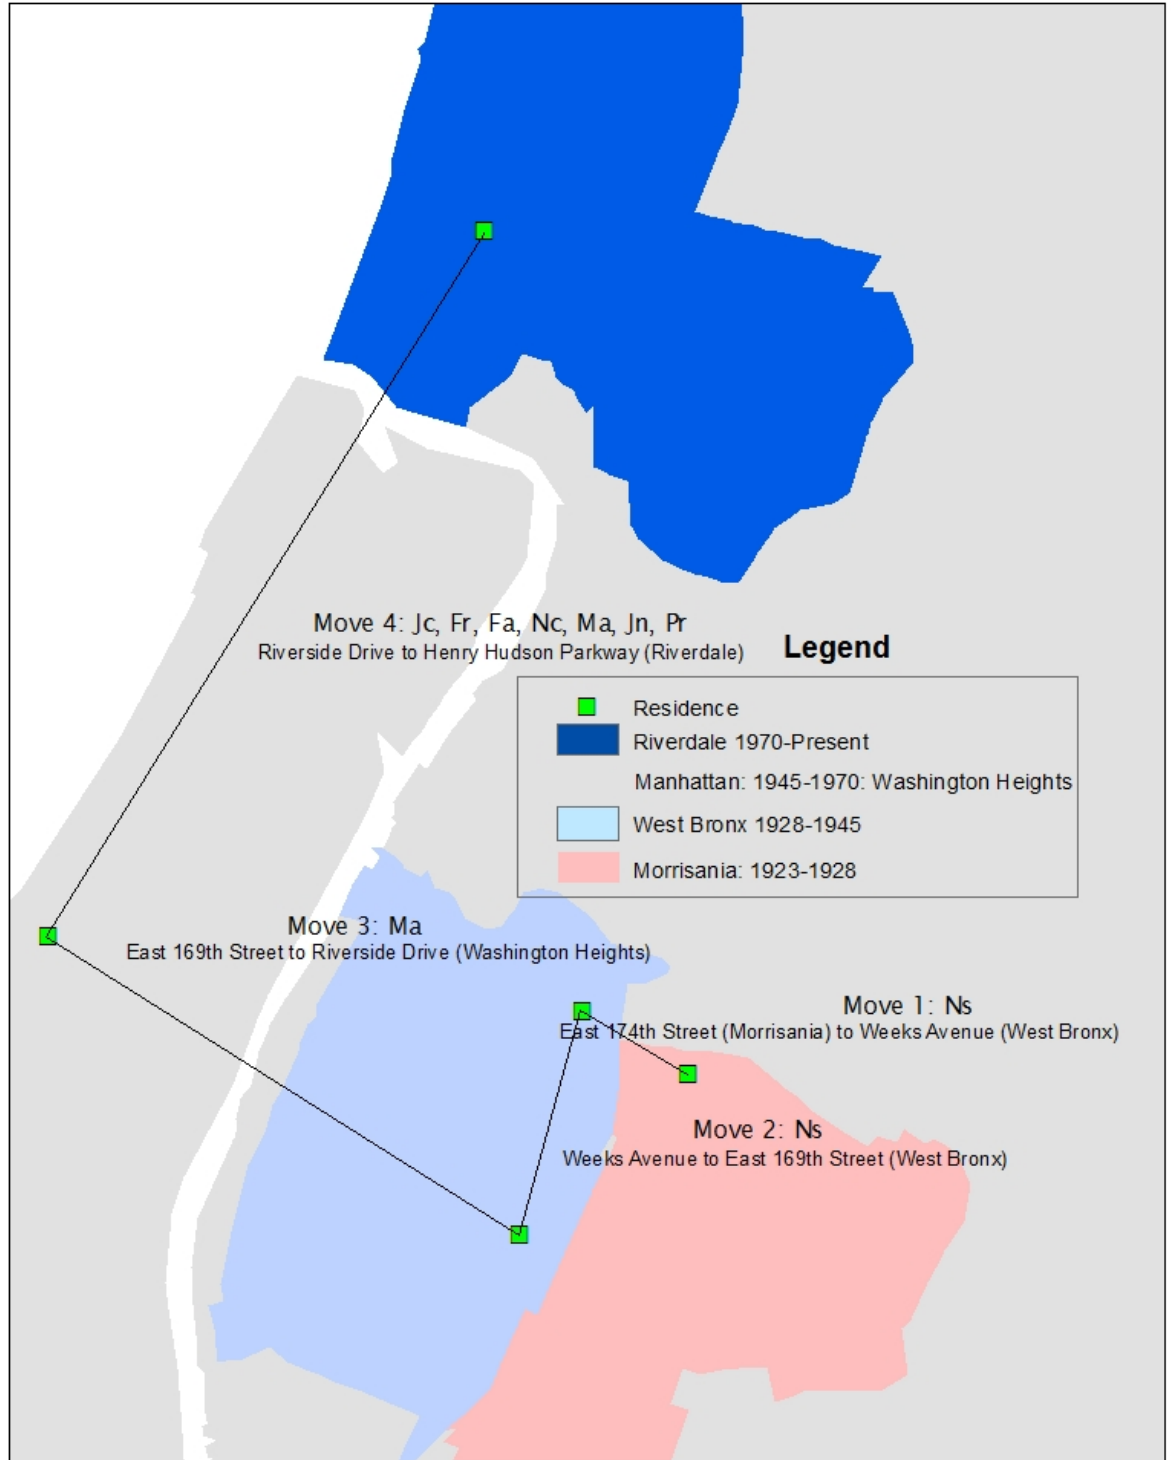 Move 4: Jc, Fr, Fa, Nc, Ma, Jn, Pr
Riverside Drive to Henry Hudson Parkway (Riverdale)
Legend
Residence
Riverdale 1970-Present
Manhattan: 1945-1970: Washington Heights
West Bronx 1928-1945
Morrisania: 1923-1928
Move 3: Ma
East 169th Street to Riverside Drive (Washington Heights)
Move 1: Ns
East 174th Street (Morrisania) to Weeks Avenue (West Bronx)
Move 2: Ns
Weeks Avenue to East 169th Street (West Bronx)